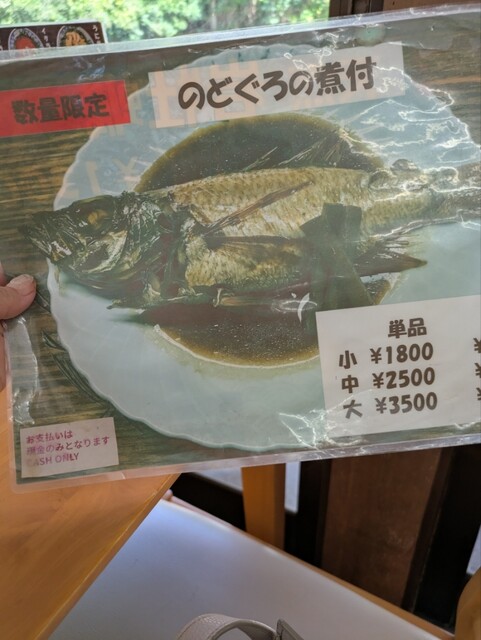 数量限定
のどぐろの煮付
単品
小 ¥1800
中 ¥2500
大 ¥3500
お支払いは
現金のみとなります
CASH ONLY